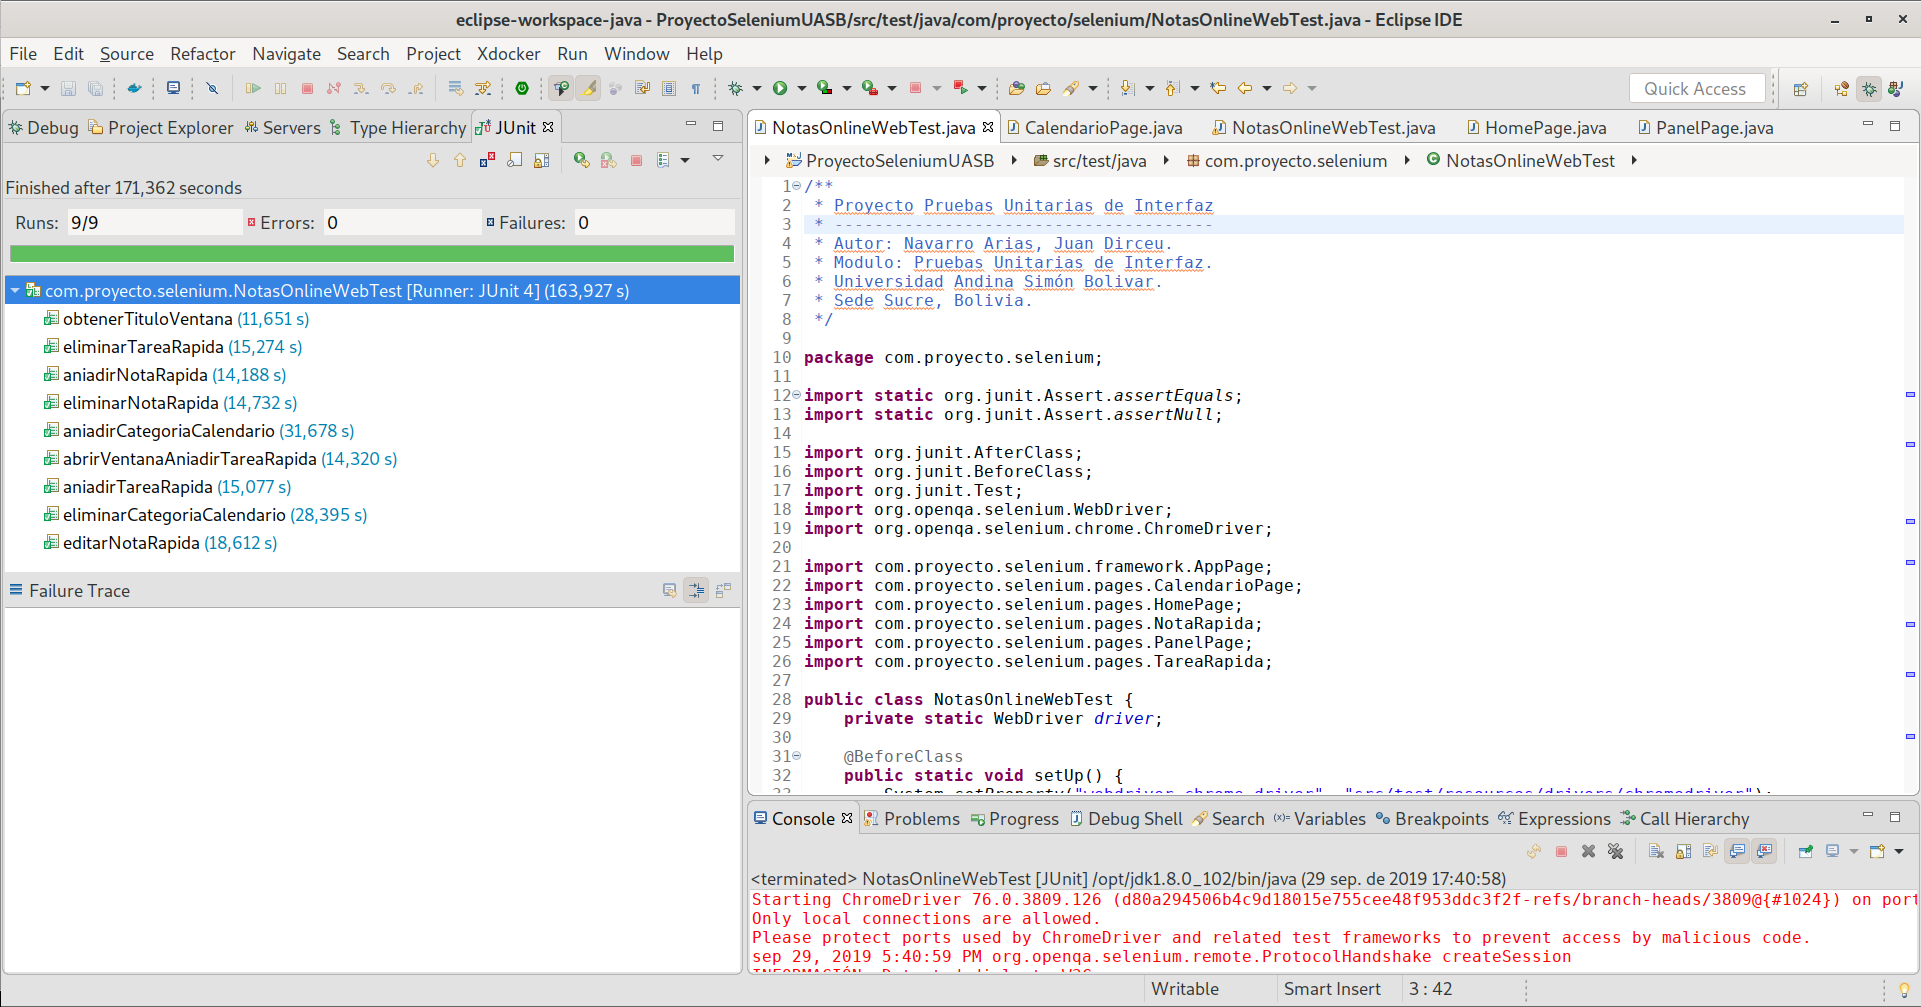 eclipse-workspace-java - ProyectoSeleniumUASB/src/test/java/com/proyecto/selenium/NotasOnlineWebTest.java - Eclipse IDE
File Edit Source Refactor Navigate Search Project Xdocker Run Window Help
Quick Access
Debug Project Explorer Servers Type Hierarchy JUnit
Finished after 171,362 seconds
Runs: 9/9 Errors: 0 Failures: 0
com.proyecto.selenium.NotasOnlineWebTest [Runner: JUnit 4] (163,927 s)
obtenerTituloVentana (11,651 s)
eliminarTareaRapida (15,274 s)
aniadirNotaRapida (14,188 s)
eliminarNotaRapida (14,732 s)
aniadirCategoriaCalendario (31,678 s)
abrirVentanaAniadirTareaRapida (14,320 s)
aniadirTareaRapida (15,077 s)
eliminarCategoriaCalendario (28,395 s)
editarNotaRapida (18,612 s)
Failure Trace
NotasOnlineWebTest.java CalendarioPage.java NotasOnlineWebTest.java HomePage.java PanelPage.java
ProyectoSeleniumUASB src/test/java com.proyecto.selenium NotasOnlineWebTest
1 /**
2 * Proyecto Pruebas Unitarias de Interfaz
3 * --------------------------------------
4 * Autor: Navarro Arias, Juan Dirceu.
5 * Modulo: Pruebas Unitarias de Interfaz.
6 * Universidad Andina Simón Bolivar.
7 * Sede Sucre, Bolivia.
8 */
9
10 package com.proyecto.selenium;
11
12 import static org.junit.Assert.assertEquals;
13 import static org.junit.Assert.assertNull;
14
15 import org.junit.AfterClass;
16 import org.junit.BeforeClass;
17 import org.junit.Test;
18 import org.openqa.selenium.WebDriver;
19 import org.openqa.selenium.chrome.ChromeDriver;
20
21 import com.proyecto.selenium.framework.AppPage;
22 import com.proyecto.selenium.pages.CalendarioPage;
23 import com.proyecto.selenium.pages.HomePage;
24 import com.proyecto.selenium.pages.NotaRapida;
25 import com.proyecto.selenium.pages.PanelPage;
26 import com.proyecto.selenium.pages.TareaRapida;
27
28 public class NotasOnlineWebTest {
29 private static WebDriver driver;
30
31 @BeforeClass
32 public static void setUp() {
33 System.setProperty("webdriver.chrome.driver", "src/test/resources/drivers/chromedriver");
Console Problems Progress Debug Shell Search Variables Breakpoints Expressions Call Hierarchy
<terminated> NotasOnlineWebTest [JUnit] /opt/jdk1.8.0_102/bin/java (29 sep. de 2019 17:40:58)
Starting ChromeDriver 76.0.3809.126 (d80a294506b4c9d18015e755cee48f953ddc3f2f-refs/branch-heads/3809@{#1024}) on port
Only local connections are allowed.
Please protect ports used by ChromeDriver and related test frameworks to prevent access by malicious code.
sep 29, 2019 5:40:59 PM org.openqa.selenium.remote.ProtocolHandshake createSession
Writable Smart Insert 3 : 42